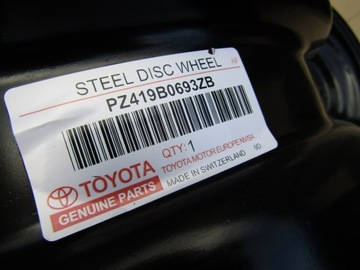 STEEL DISC WHEEL
PZ419B0693ZB
QTY: 1
TOYOTA
GENUINE PARTS
TOYOTA MOTOR EUROPE NV/SA
MADE IN SWITZERLAND